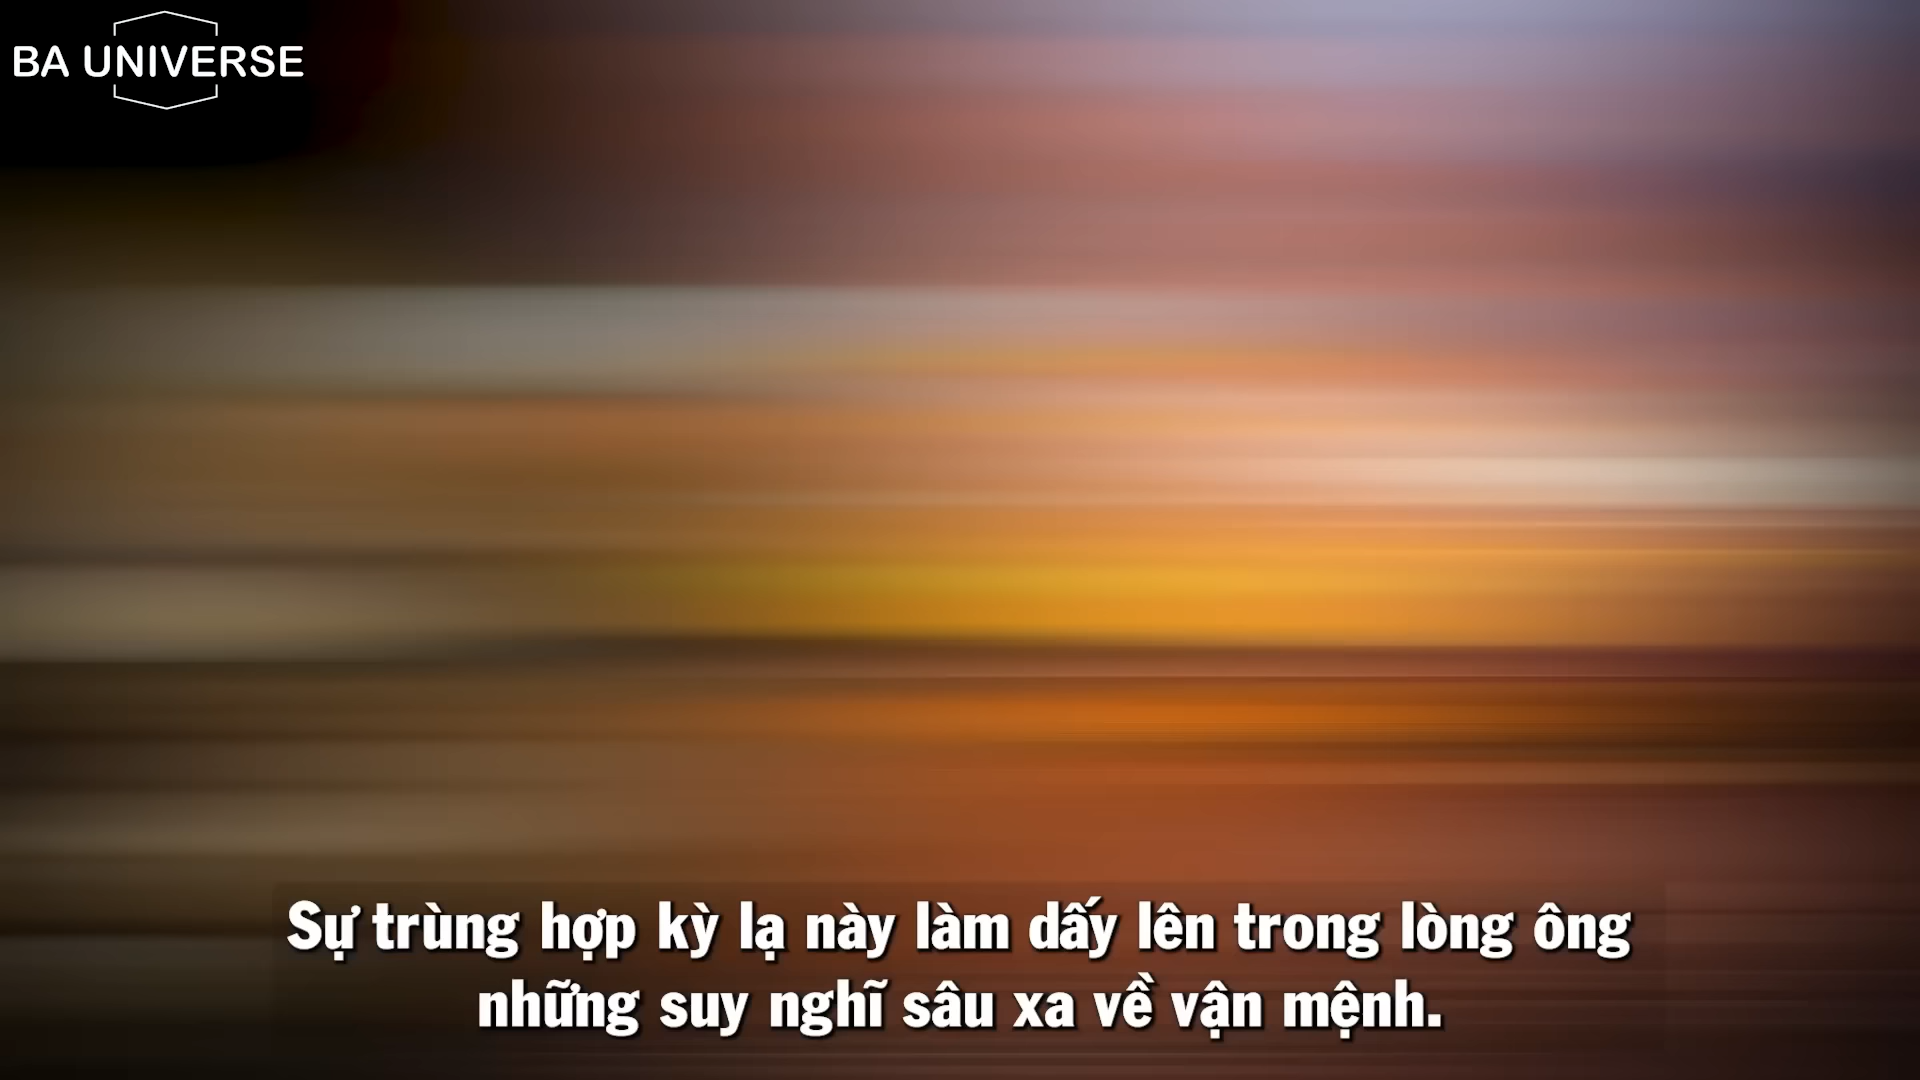 BA UNIVERSE
Sự trùng hợp kỳ lạ này làm dấy lên trong lòng ông
những suy nghĩ sâu xa về vận mệnh.